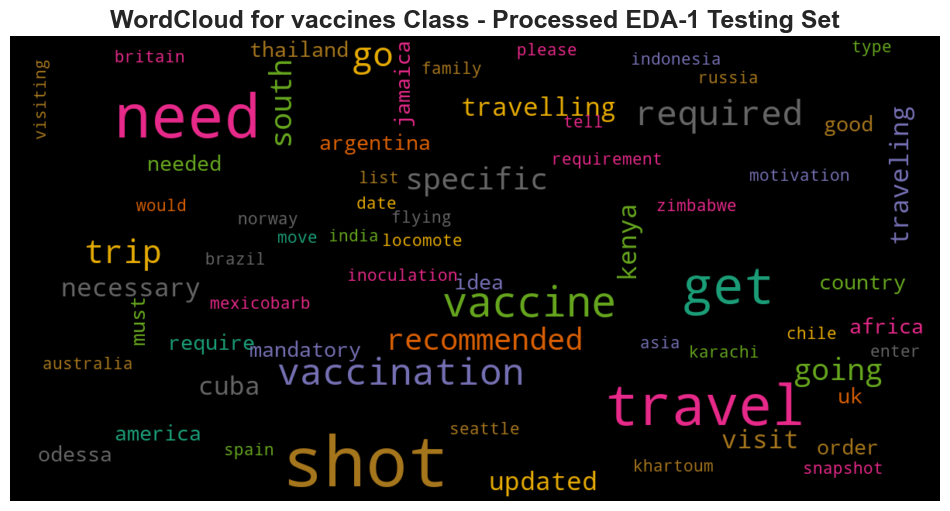 WordCloud for vaccines Class - Processed EDA-1 Testing Set
britain
thailand
go
please
type
visiting
south
jamaica
family
indonesia
russia
need
travelling
required
tell
good
traveling
argentina
needed
requirement
list
specific
motivation
would
date
norway
flying
kenya
zimbabwe
move
india
locomote
trip
brazil
inoculation
idea
get
country
necessary
mexicobarb
must
vaccine
africa
chile
require
mandatory
recommended
asia
karachi
enter
australia
vaccination
going
cuba
uk
travel
america
seattle
visit
order
spain
odessa
shot
khartoum
snapshot
updated